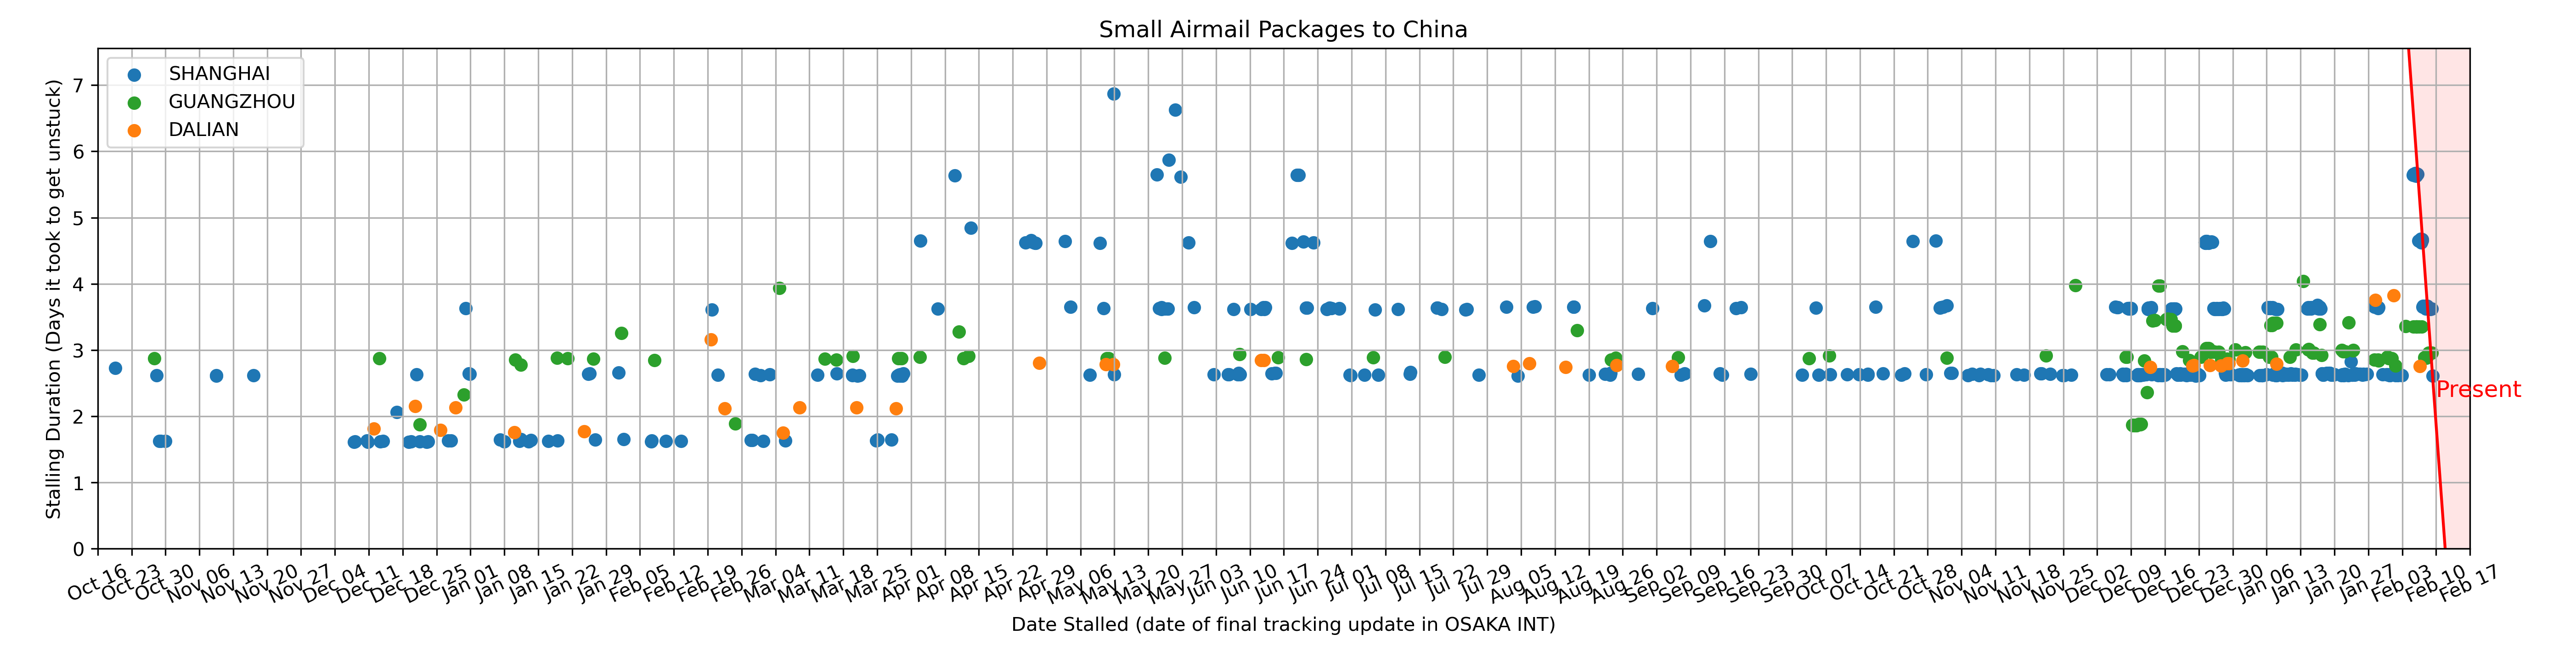 Small Airmail Packages to China
SHANGHAI
GUANGZHOU
DALIAN
Stalling Duration (Days it took to get unstuck)
7
6
5
4
3
2
1
0
Present
Oct 16
Oct 23
Oct 30
Nov 06
Nov 13
Nov 20
Nov 27
Dec 04
Dec 11
Dec 18
Dec 25
Jan 01
Jan 08
Jan 15
Jan 22
Jan 29
Feb 05
Feb 12
Feb 19
Feb 26
Mar 04
Mar 11
Mar 18
Mar 25
Apr 01
Apr 08
Apr 15
Apr 22
Apr 29
May 06
May 13
May 20
May 27
Jun 03
Jun 10
Jun 17
Jun 24
Jul 01
Jul 08
Jul 15
Jul 22
Jul 29
Aug 05
Aug 12
Aug 19
Aug 26
Sep 02
Sep 09
Sep 16
Sep 23
Sep 30
Oct 07
Oct 14
Oct 21
Oct 28
Nov 04
Nov 11
Nov 18
Nov 25
Dec 02
Dec 09
Dec 16
Dec 23
Dec 30
Jan 06
Jan 13
Jan 20
Jan 27
Feb 03
Feb 10
Feb 17
Date Stalled (date of final tracking update in OSAKA INT)